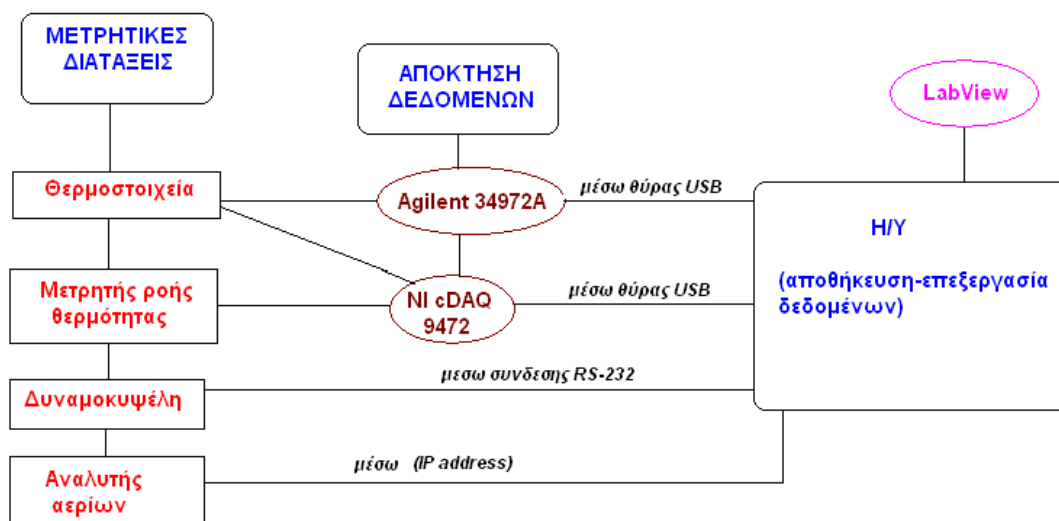 ΜΕΤΡΗΤΙΚΕΣ
ΔΙΑΤΑΞΕΙΣ
ΑΠΟΚΤΗΣΗ
ΔΕΔΟΜΕΝΩΝ
LabView
Θερμοστοιχεία
Agilent 34972A
μέσω θύρας USB
Η/Υ
(αποθήκευση-επεξεργασία
δεδομένων)
Μετρητής ροής
θερμότητας
NI cDAQ
9472
μέσω θύρας USB
Δυναμοκυψέλη
μεσω συνδεσης RS-232
Αναλυτής
αερίων
μέσω (IP address)